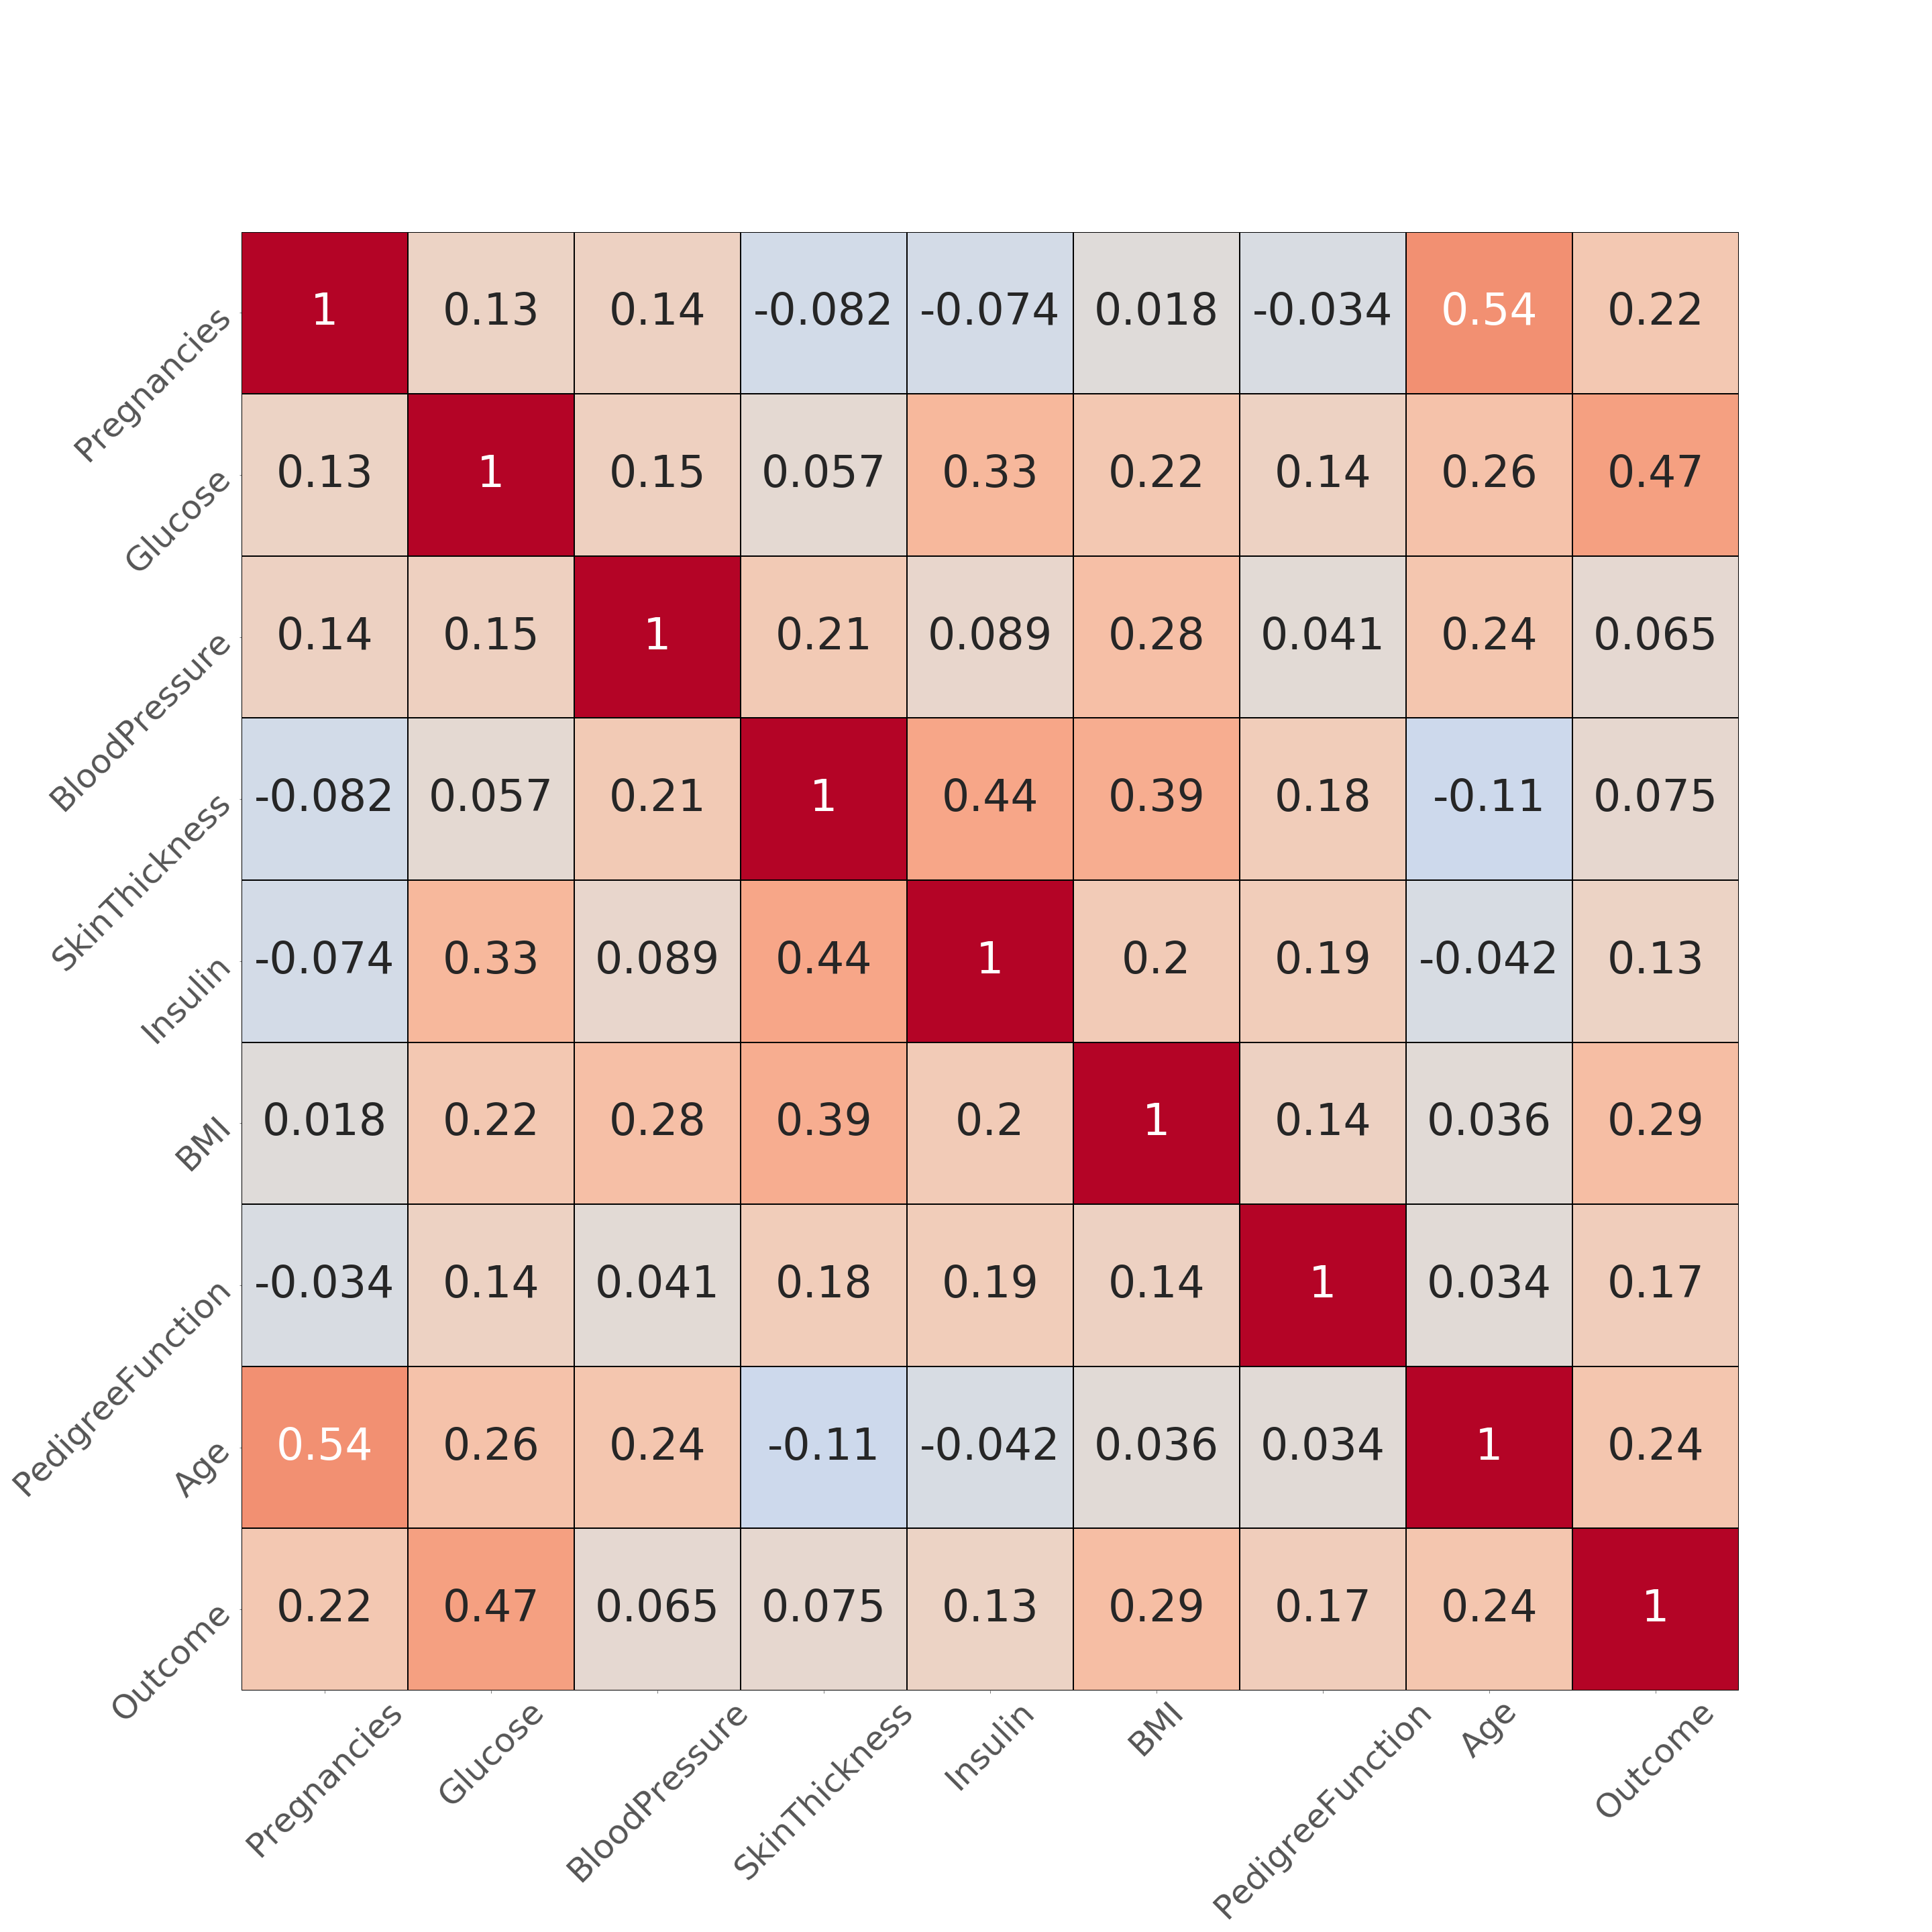 Pregnancies 1 0.13 0.14 -0.082 -0.074 0.018 -0.034 0.54 0.22
Glucose 0.13 1 0.15 0.057 0.33 0.22 0.14 0.26 0.47
BloodPressure 0.14 0.15 1 0.21 0.089 0.28 0.041 0.24 0.065
SkinThickness -0.082 0.057 0.21 1 0.44 0.39 0.18 -0.11 0.075
Insulin -0.074 0.33 0.089 0.44 1 0.2 0.19 -0.042 0.13
BMI 0.018 0.22 0.28 0.39 0.2 1 0.14 0.036 0.29
PedigreeFunction -0.034 0.14 0.041 0.18 0.19 0.14 1 0.034 0.17
Age 0.54 0.26 0.24 -0.11 -0.042 0.036 0.034 1 0.24
Outcome 0.22 0.47 0.065 0.075 0.13 0.29 0.17 0.24 1
Pregnancies Glucose BloodPressure SkinThickness Insulin BMI PedigreeFunction Age Outcome